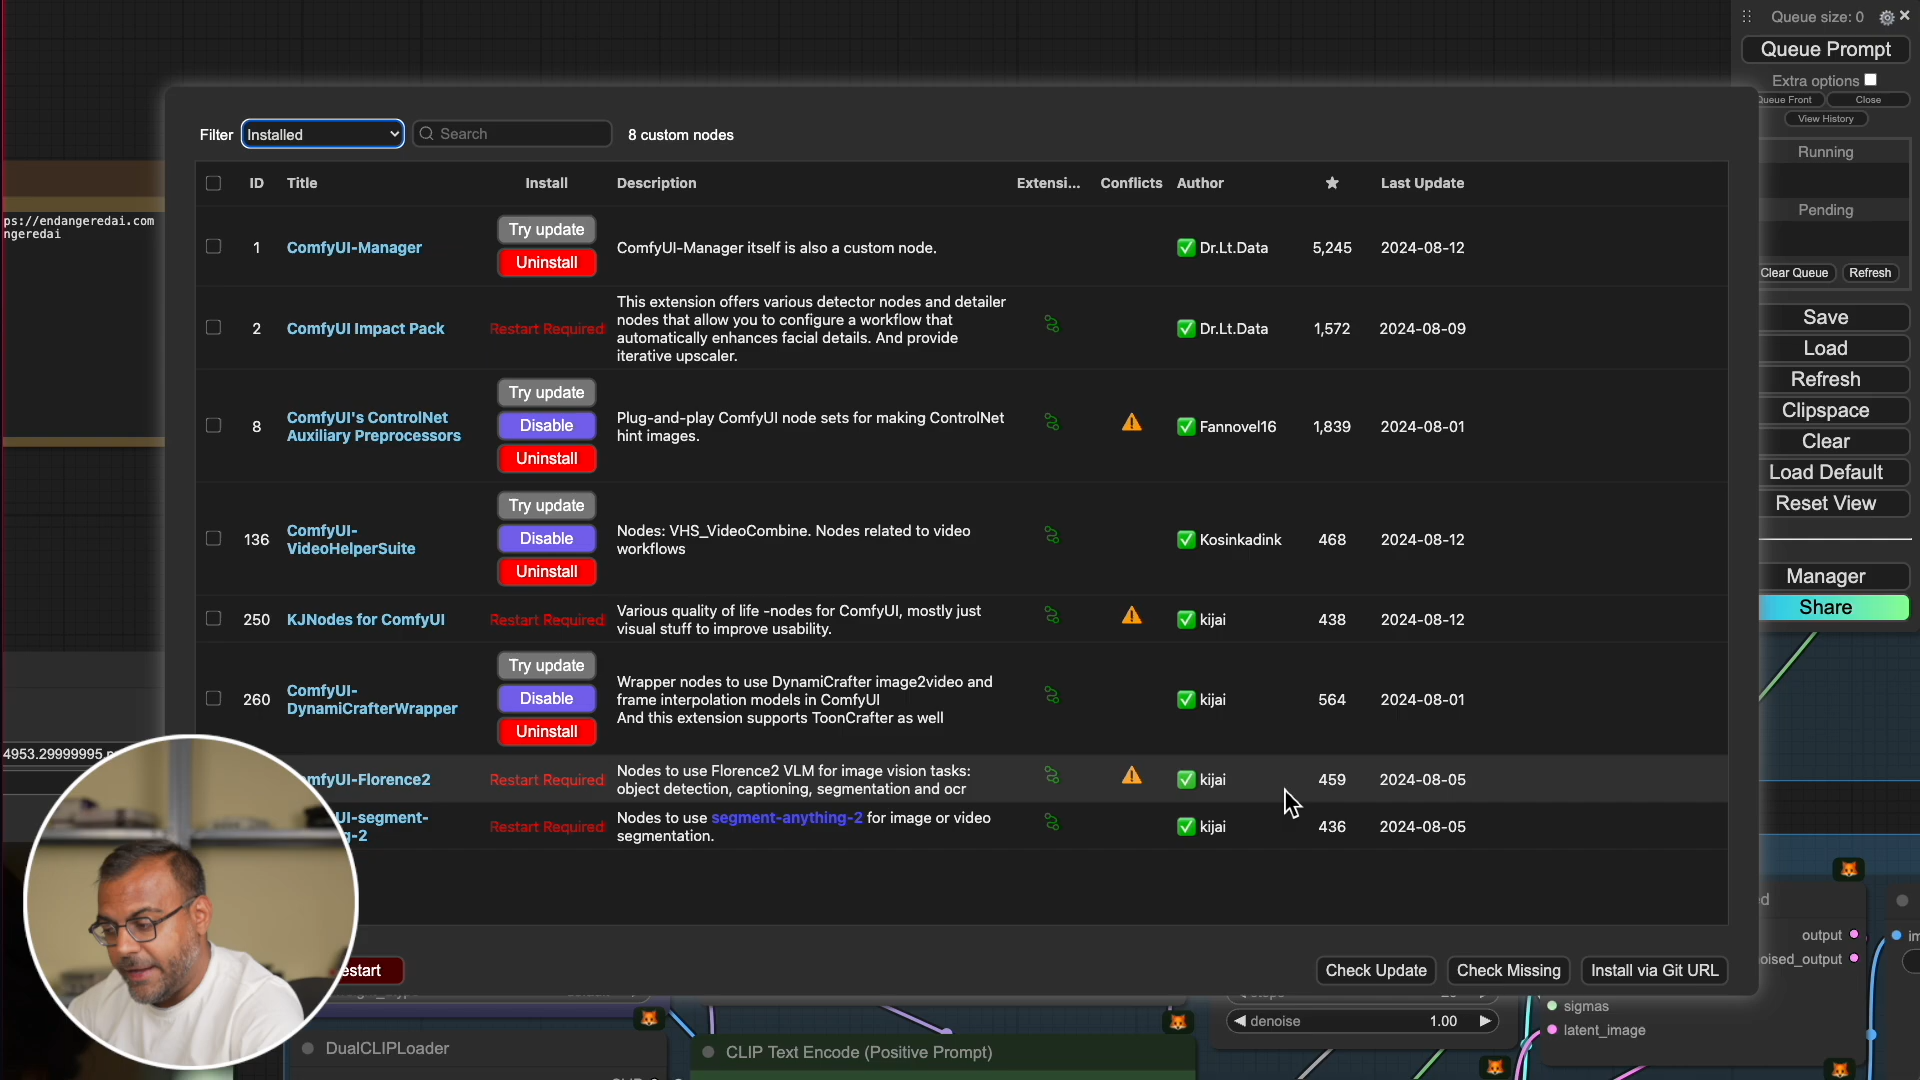 Queue size: 0
Queue Prompt
Extra options
Queue Front
Close
View History
Running
Pending
Clear Queue
Refresh
Save
Load
Refresh
Clipspace
Clear
Load Default
Reset View
Manager
Share
Filter
Installed
Search
8 custom nodes
ID
Title
Install
Description
Extensi...
Conflicts
Author
Last Update
1
ComfyUI-Manager
Try update
Uninstall
ComfyUI-Manager itself is also a custom node.
Dr.Lt.Data
5,245
2024-08-12
2
ComfyUI Impact Pack
Restart Required
This extension offers various detector nodes and detailer
nodes that allow you to configure a workflow that
automatically enhances facial details. And provide
iterative upscaler.
Dr.Lt.Data
1,572
2024-08-09
8
ComfyUI's ControlNet
Auxiliary Preprocessors
Try update
Disable
Uninstall
Plug-and-play ComfyUI node sets for making ControlNet
hint images.
Fannovel16
1,839
2024-08-01
136
ComfyUI-
VideoHelperSuite
Try update
Disable
Uninstall
Nodes: VHS_VideoCombine. Nodes related to video
workflows
Kosinkadink
468
2024-08-12
250
KJNodes for ComfyUI
Restart Required
Various quality of life -nodes for ComfyUI, mostly just
visual stuff to improve usability.
kijai
438
2024-08-12
260
ComfyUI-
DynamiCrafterWrapper
Try update
Disable
Uninstall
Wrapper nodes to use DynamiCrafter image2video and
frame interpolation models in ComfyUI
And this extension supports ToonCrafter as well
kijai
564
2024-08-01
mfyUI-Florence2
Restart Required
Nodes to use Florence2 VLM for image vision tasks:
object detection, captioning, segmentation and ocr
kijai
459
2024-08-05
UI-segment-
g-2
Restart Required
Nodes to use segment-anything-2 for image or video
segmentation.
kijai
436
2024-08-05
estart
Check Update
Check Missing
Install via Git URL
ps://endangeredai.com
ngeredai
4953.29999995
DualCLIPLoader
CLIP Text Encode (Positive Prompt)
denoise
1.00
output
oised_output
sigmas
latent_image